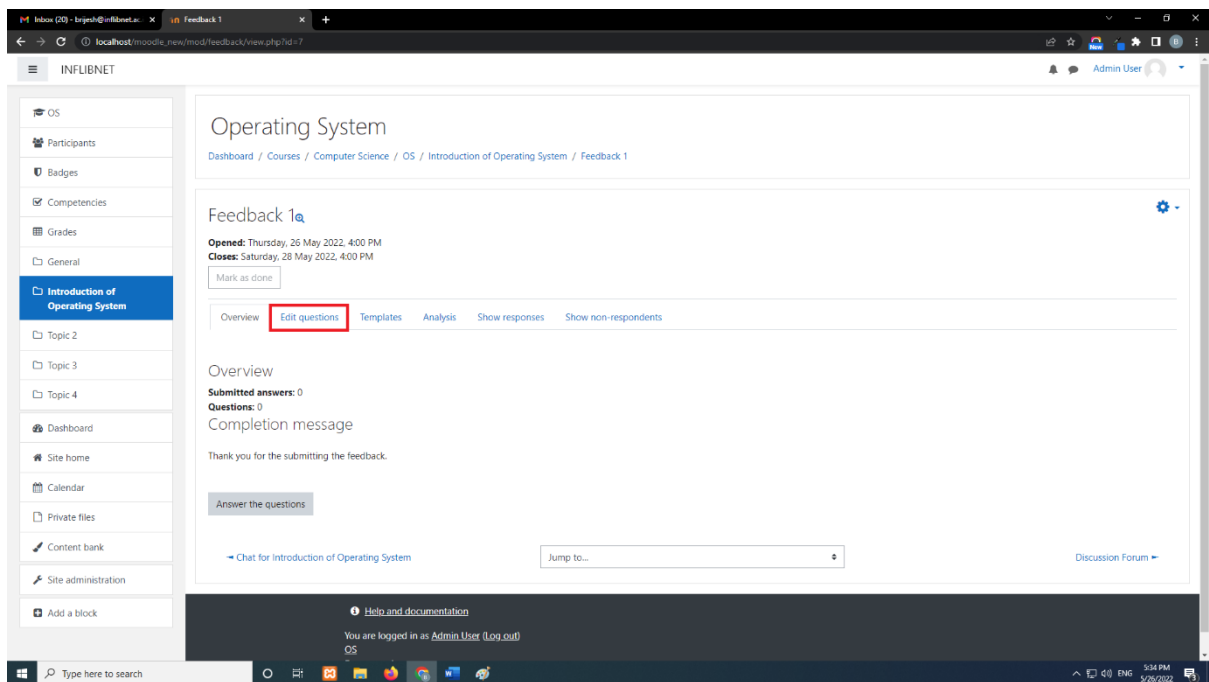 Inbox (20) - brijesh@inflibnet.ac.
Feedback 1
localhost/moodle_new/mod/feedback/view.php?id=7
New
B
INFLIBNET
Admin User
OS
Participants
Badges
Competencies
Grades
General
Introduction of
Operating System
Topic 2
Topic 3
Topic 4
Dashboard
Site home
Calendar
Private files
Content bank
Site administration
Add a block
Operating System
Dashboard / Courses / Computer Science / OS / Introduction of Operating System / Feedback 1
Feedback 1
Opened: Thursday, 26 May 2022, 4:00 PM
Closes: Saturday, 28 May 2022, 4:00 PM
Mark as done
Overview Edit questions Templates Analysis Show responses Show non-respondents
Overview
Submitted answers: 0
Questions: 0
Completion message
Thank you for the submitting the feedback.
Answer the questions
◄ Chat for Introduction of Operating System
Jump to...
Discussion Forum ►
Help and documentation
You are logged in as Admin User (Log out)
OS
Type here to search
ENG
5:34 PM
5/26/2022